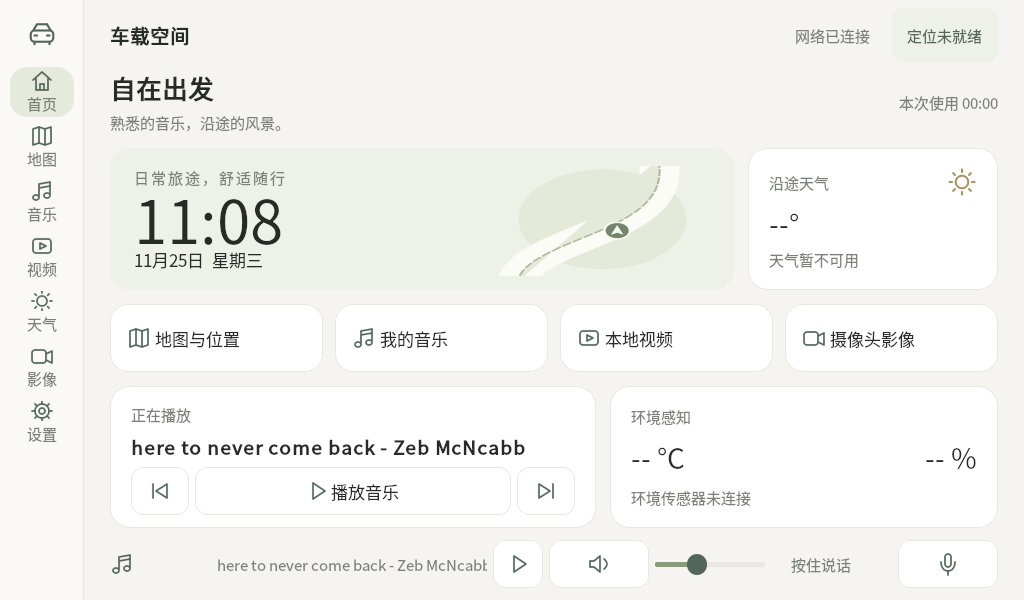 车载空间
网络已连接
定位未就绪
首页
地图
音乐
视频
天气
影像
设置
自在出发
熟悉的音乐，沿途的风景。
本次使用 00:00
日常旅途，舒适随行
11:08
11月25日 星期三
沿途天气
--°
天气暂不可用
地图与位置
我的音乐
本地视频
摄像头影像
正在播放
here to never come back - Zeb McNcabb
播放音乐
环境感知
-- °C
-- %
环境传感器未连接
here to never come back - Zeb McNcabb
按住说话